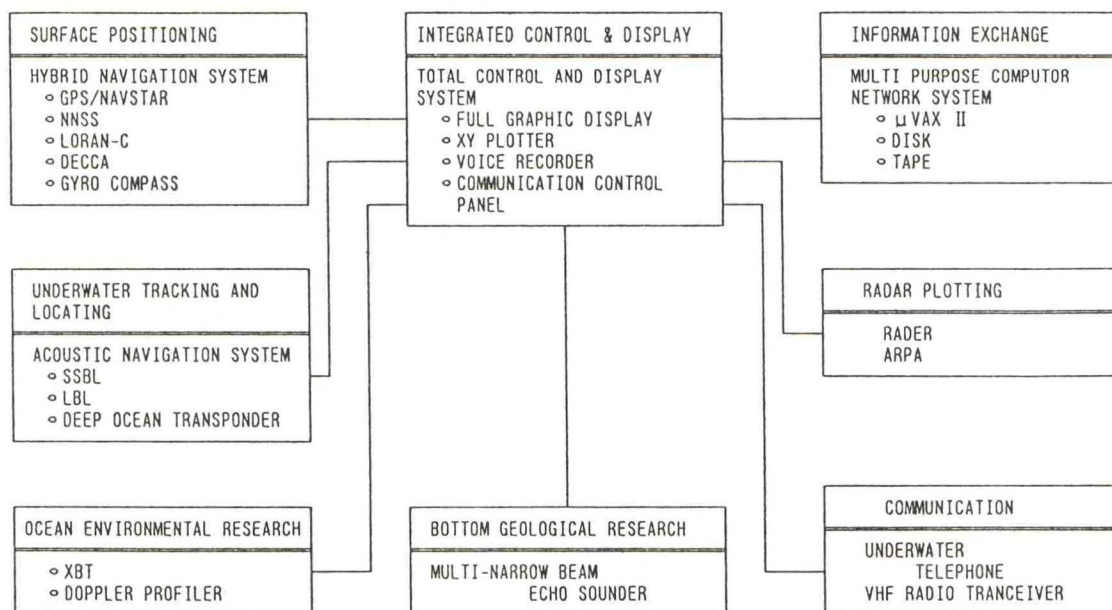 SURFACE POSITIONING
HYBRID NAVIGATION SYSTEM
∘ GPS/NAVSTAR
∘ NNSS
∘ LORAN-C
∘ DECCA
∘ GYRO COMPASS
INTEGRATED CONTROL & DISPLAY
TOTAL CONTROL AND DISPLAY
SYSTEM
∘ FULL GRAPHIC DISPLAY
∘ XY PLOTTER
∘ VOICE RECORDER
∘ COMMUNICATION CONTROL
PANEL
INFORMATION EXCHANGE
MULTI PURPOSE COMPUTOR
NETWORK SYSTEM
∘ μVAX II
∘ DISK
∘ TAPE
UNDERWATER TRACKING AND
LOCATING
ACOUSTIC NAVIGATION SYSTEM
∘ SSBL
∘ LBL
∘ DEEP OCEAN TRANSPONDER
RADAR PLOTTING
RADER
ARPA
OCEAN ENVIRONMENTAL RESEARCH
∘ XBT
∘ DOPPLER PROFILER
BOTTOM GEOLOGICAL RESEARCH
MULTI-NARROW BEAM
ECHO SOUNDER
COMMUNICATION
UNDERWATER
TELEPHONE
VHF RADIO TRANCEIVER